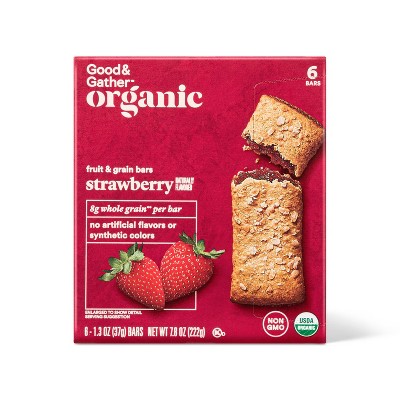 Good&
Gather™
organic
6
BARS
fruit & grain bars
strawberry NATURALLY FLAVORED
8g whole grain** per bar
no artificial flavors or
synthetic colors
ENLARGED TO SHOW DETAIL
SERVING SUGGESTION
NON
GMO
USDA
ORGANIC
6 - 1.3 OZ (37g) BARS NET WT 7.8 OZ (222g)